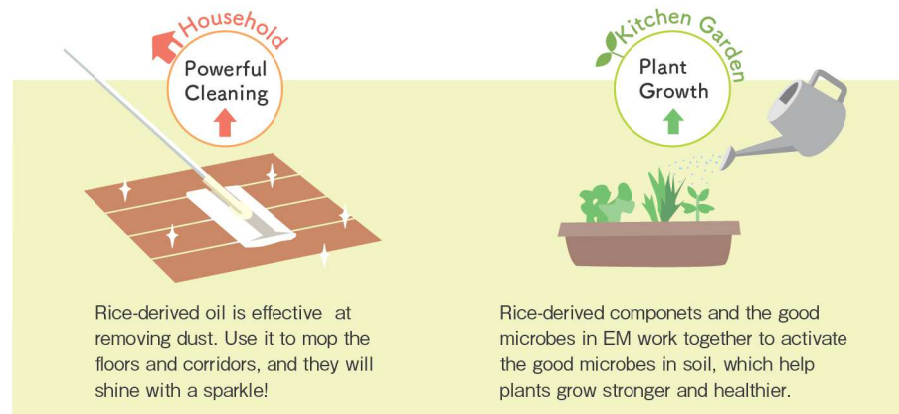 Household
Powerful
Cleaning
Rice-derived oil is effective at
removing dust. Use it to mop the
floors and corridors, and they will
shine with a sparkle!
Kitchen Garden
Plant
Growth
Rice-derived componets and the good
microbes in EM work together to activate
the good microbes in soil, which help
plants grow stronger and healthier.